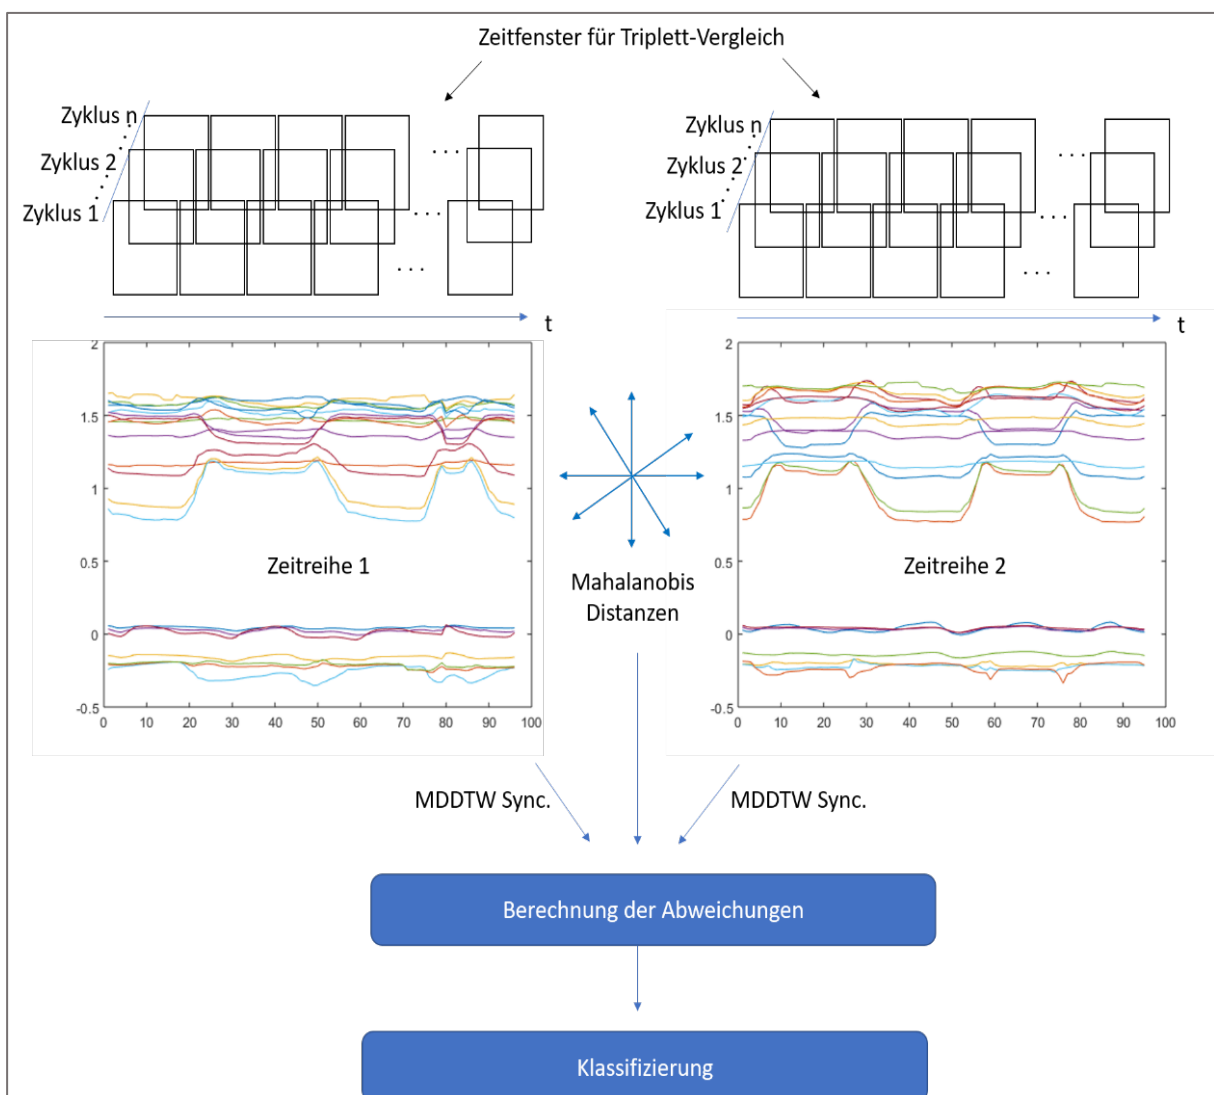 Zeitfenster für Triplett-Vergleich
Zyklus n
Zyklus 2
Zyklus 1
. . .
. . .
. . .
t
Zyklus n
Zyklus 2
Zyklus 1
. . .
. . .
. . .
t
2
1.5
1
0.5
0
-0.5
0 10 20 30 40 50 60 70 80 90 100
Zeitreihe 1
Mahalanobis
Distanzen
2
1.5
1
0.5
0
-0.5
0 10 20 30 40 50 60 70 80 90 100
Zeitreihe 2
MDDTW Sync.
MDDTW Sync.
Berechnung der Abweichungen
Klassifizierung